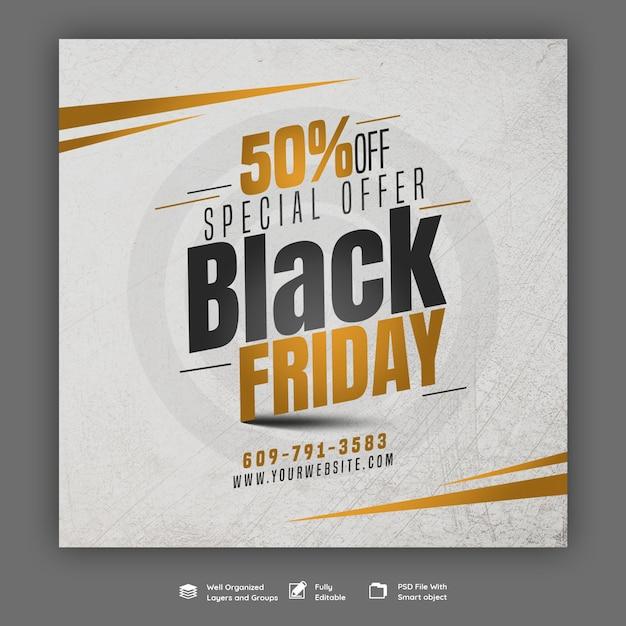 50%OFF
SPECIAL OFFER
Black
FRIDAY
609-791-3583
WWW.YOURWEBSITE.COM
Well Organized
Layers and Groups
Fully
Editable
PSD File With
Smart object